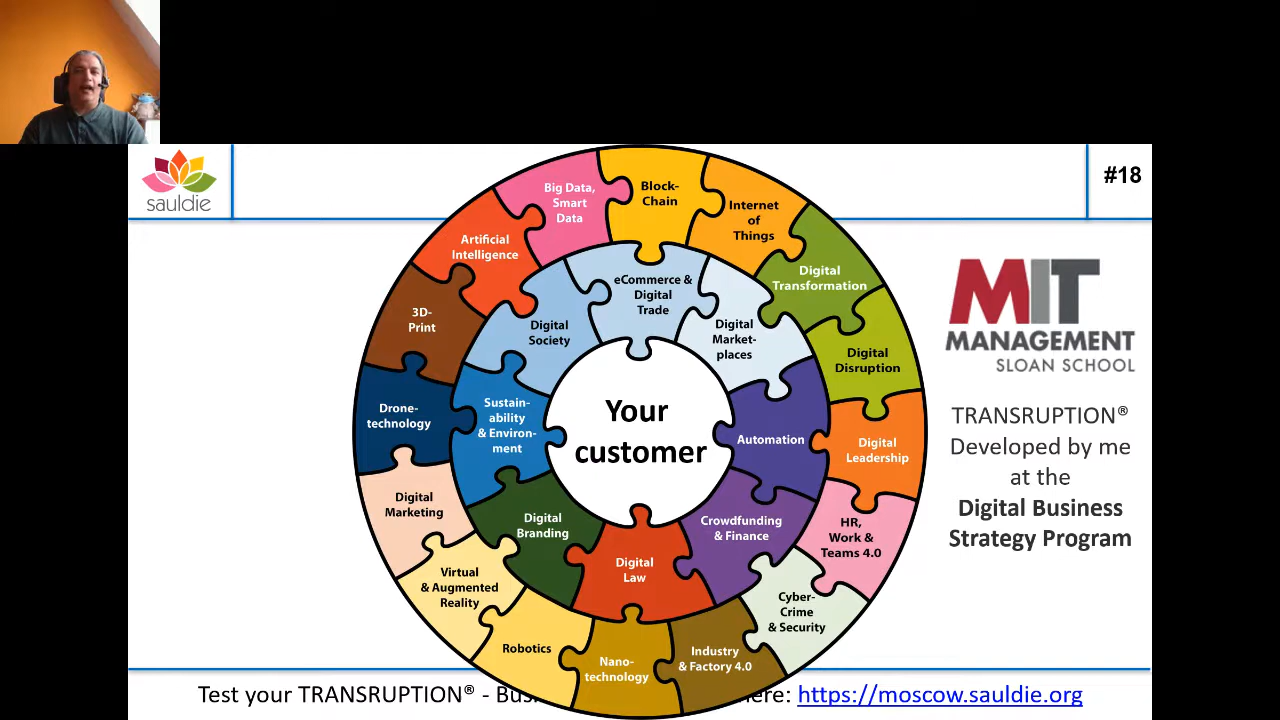 sauldie
#18
Block-
Chain
Internet
of
Things
Digital
Transformation
Digital
Disruption
Digital
Leadership
HR,
Work &
Teams 4.0
Cyber-
Crime
& Security
Industry
& Factory 4.0
Nano-
technology
Robotics
Virtual
& Augmented
Reality
Digital
Marketing
Drone-
technology
3D-
Print
Artificial
Intelligence
Big Data,
Smart
Data
eCommerce &
Digital
Trade
Digital
Market-
places
Automation
Crowdfunding
& Finance
Digital
Law
Digital
Branding
Sustain-
ability
& Environ-
ment
Digital
Society
Your
customer
MIT
MANAGEMENT
SLOAN SCHOOL
TRANSRUPTION®
Developed by me
at the
Digital Business
Strategy Program
Test your TRANSRUPTION® - here: https://moscow.sauldie.org